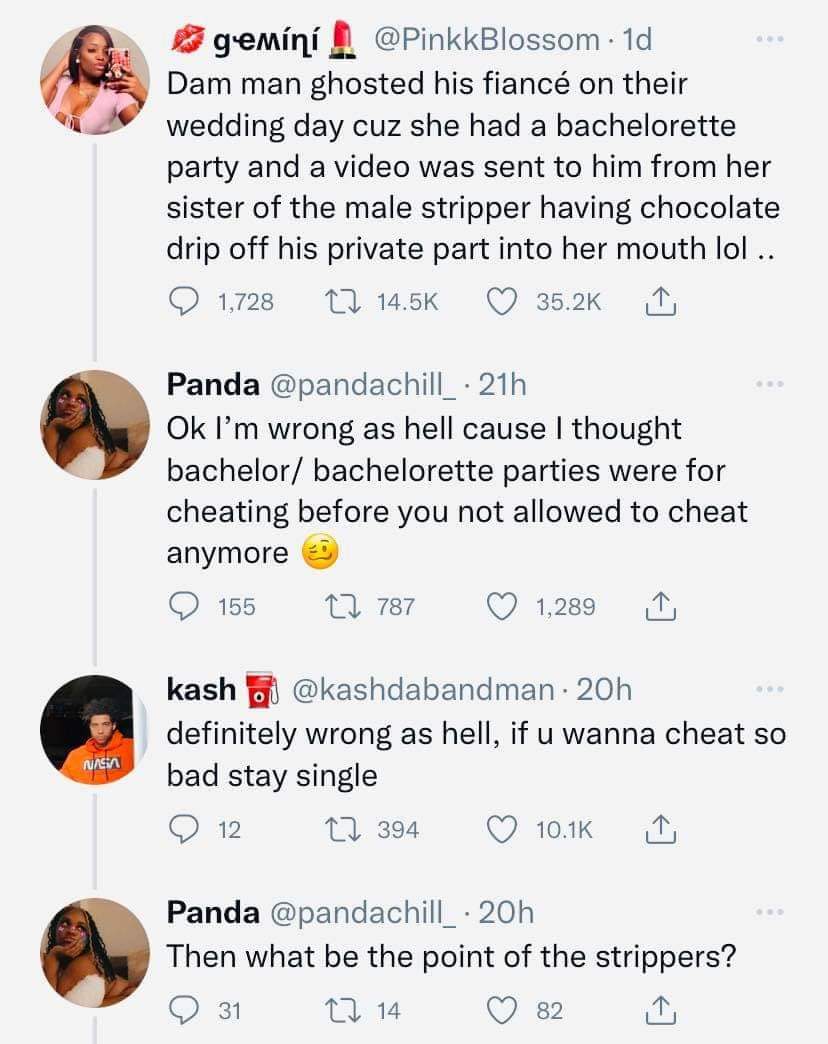 💋 gємíηí 💄 @PinkkBlossom · 1d
Dam man ghosted his fiancé on their
wedding day cuz she had a bachelorette
party and a video was sent to him from her
sister of the male stripper having chocolate
drip off his private part into her mouth lol ..
1,728 14.5K 35.2K
Panda @pandachill_ · 21h
Ok I’m wrong as hell cause I thought
bachelor/ bachelorette parties were for
cheating before you not allowed to cheat
anymore 🥴
155 787 1,289
kash ⛽ @kashdabandman · 20h
definitely wrong as hell, if u wanna cheat so
bad stay single
NASA
12 394 10.1K
Panda @pandachill_ · 20h
Then what be the point of the strippers?
31 14 82